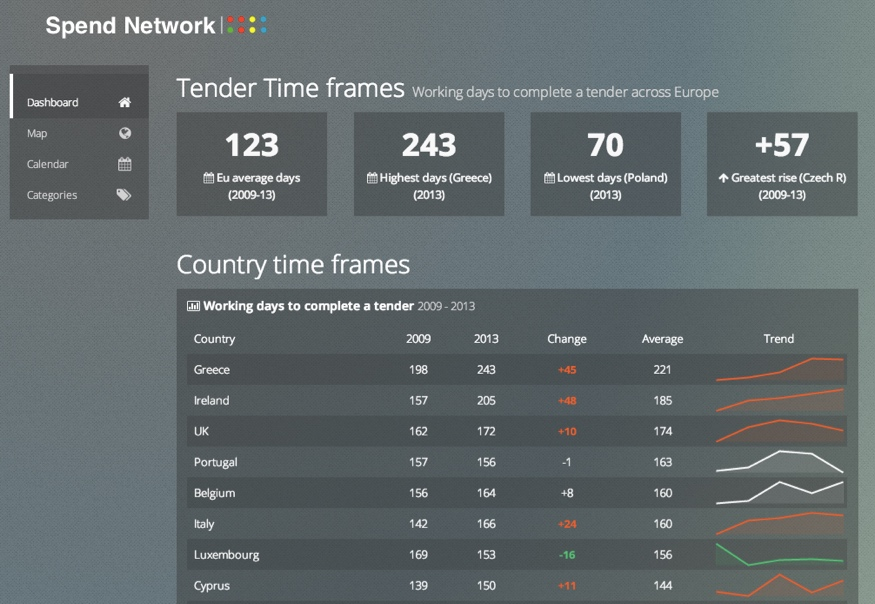 Spend Network
Dashboard
Map
Calendar
Categories
Tender Time frames Working days to complete a tender across Europe
123
Eu average days
(2009-13)
243
Highest days (Greece)
(2013)
70
Lowest days (Poland)
(2013)
+57
Greatest rise (Czech R)
(2009-13)
Country time frames
Working days to complete a tender 2009 - 2013
Country 2009 2013 Change Average Trend
Greece 198 243 +45 221
Ireland 157 205 +48 185
UK 162 172 +10 174
Portugal 157 156 -1 163
Belgium 156 164 +8 160
Italy 142 166 +24 160
Luxembourg 169 153 -16 156
Cyprus 139 150 +11 144